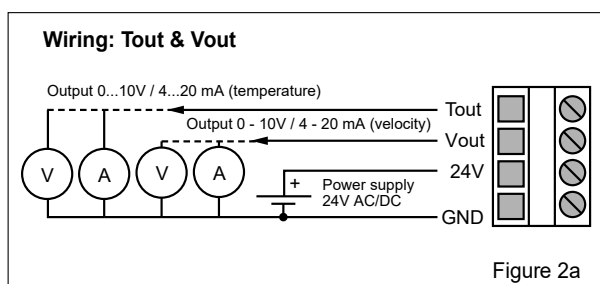 Wiring: Tout & Vout
Output 0...10V / 4...20 mA (temperature)
Tout
Output 0 - 10V / 4 - 20 mA (velocity)
Vout
V
A
V
A
24V
+
Power supply
24V AC/DC
GND
Figure 2a